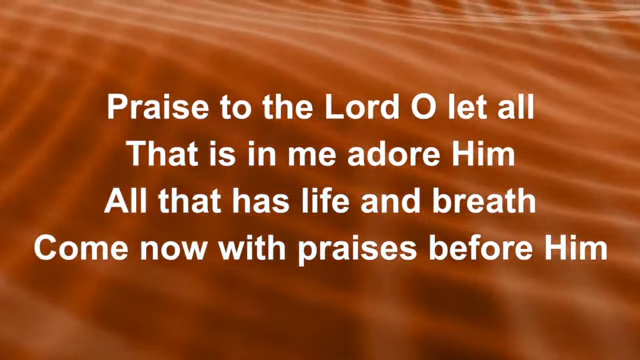 Praise to the Lord O let all
That is in me adore Him
All that has life and breath
Come now with praises before Him